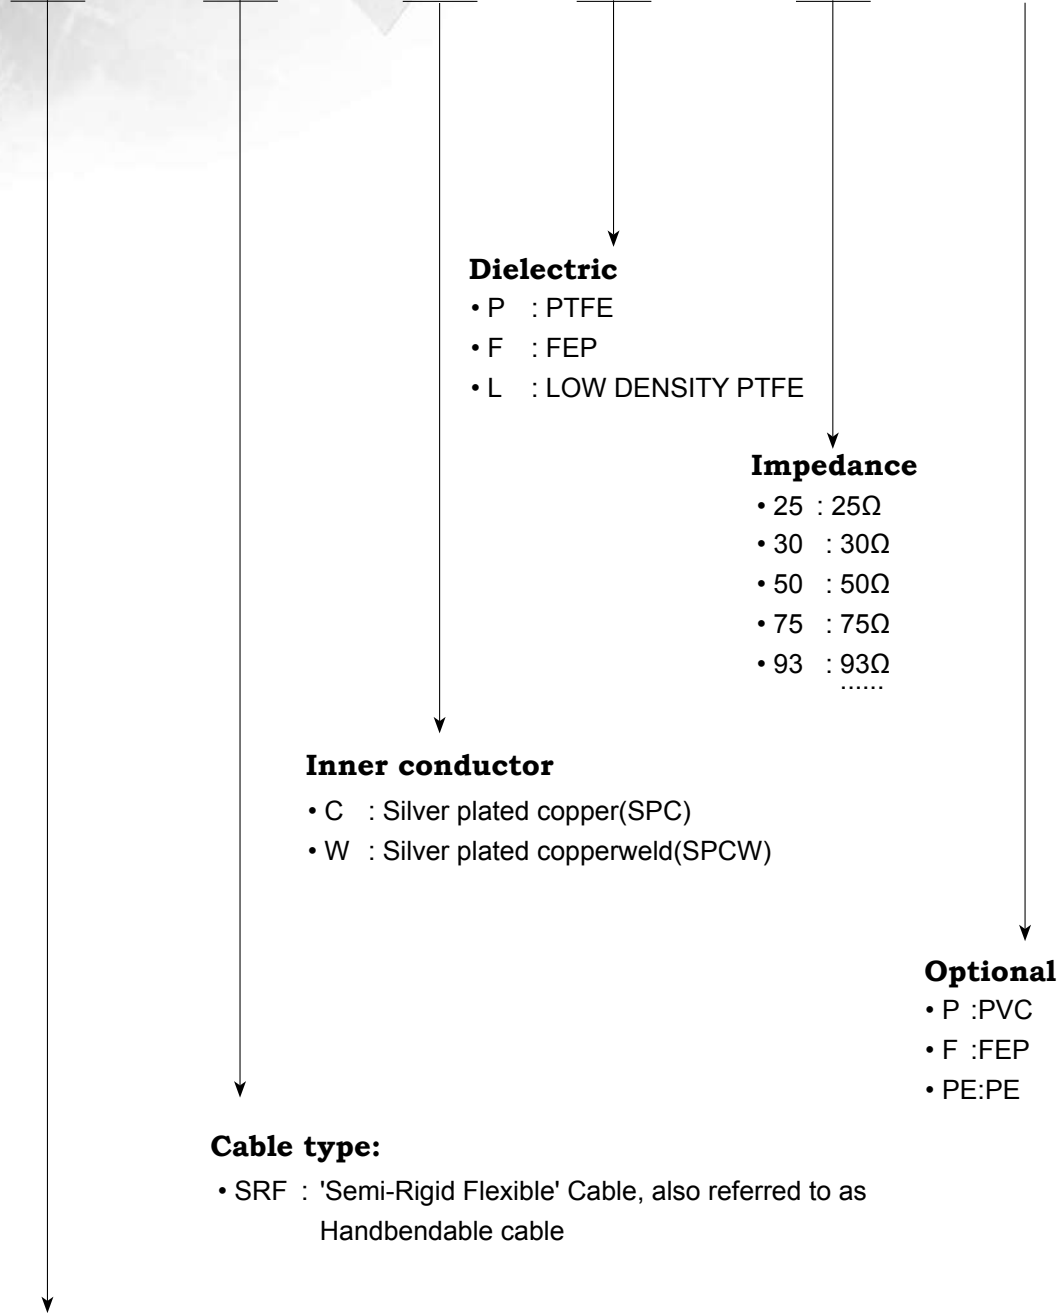 Dielectric
• P : PTFE
• F : FEP
• L : LOW DENSITY PTFE
Impedance
• 25 : 25Ω
• 30 : 30Ω
• 50 : 50Ω
• 75 : 75Ω
• 93 : 93Ω
......
Inner conductor
• C : Silver plated copper(SPC)
• W : Silver plated copperweld(SPCW)
Optional
• P :PVC
• F :FEP
• PE:PE
Cable type:
• SRF : 'Semi-Rigid Flexible' Cable, also referred to as
Handbendable cable